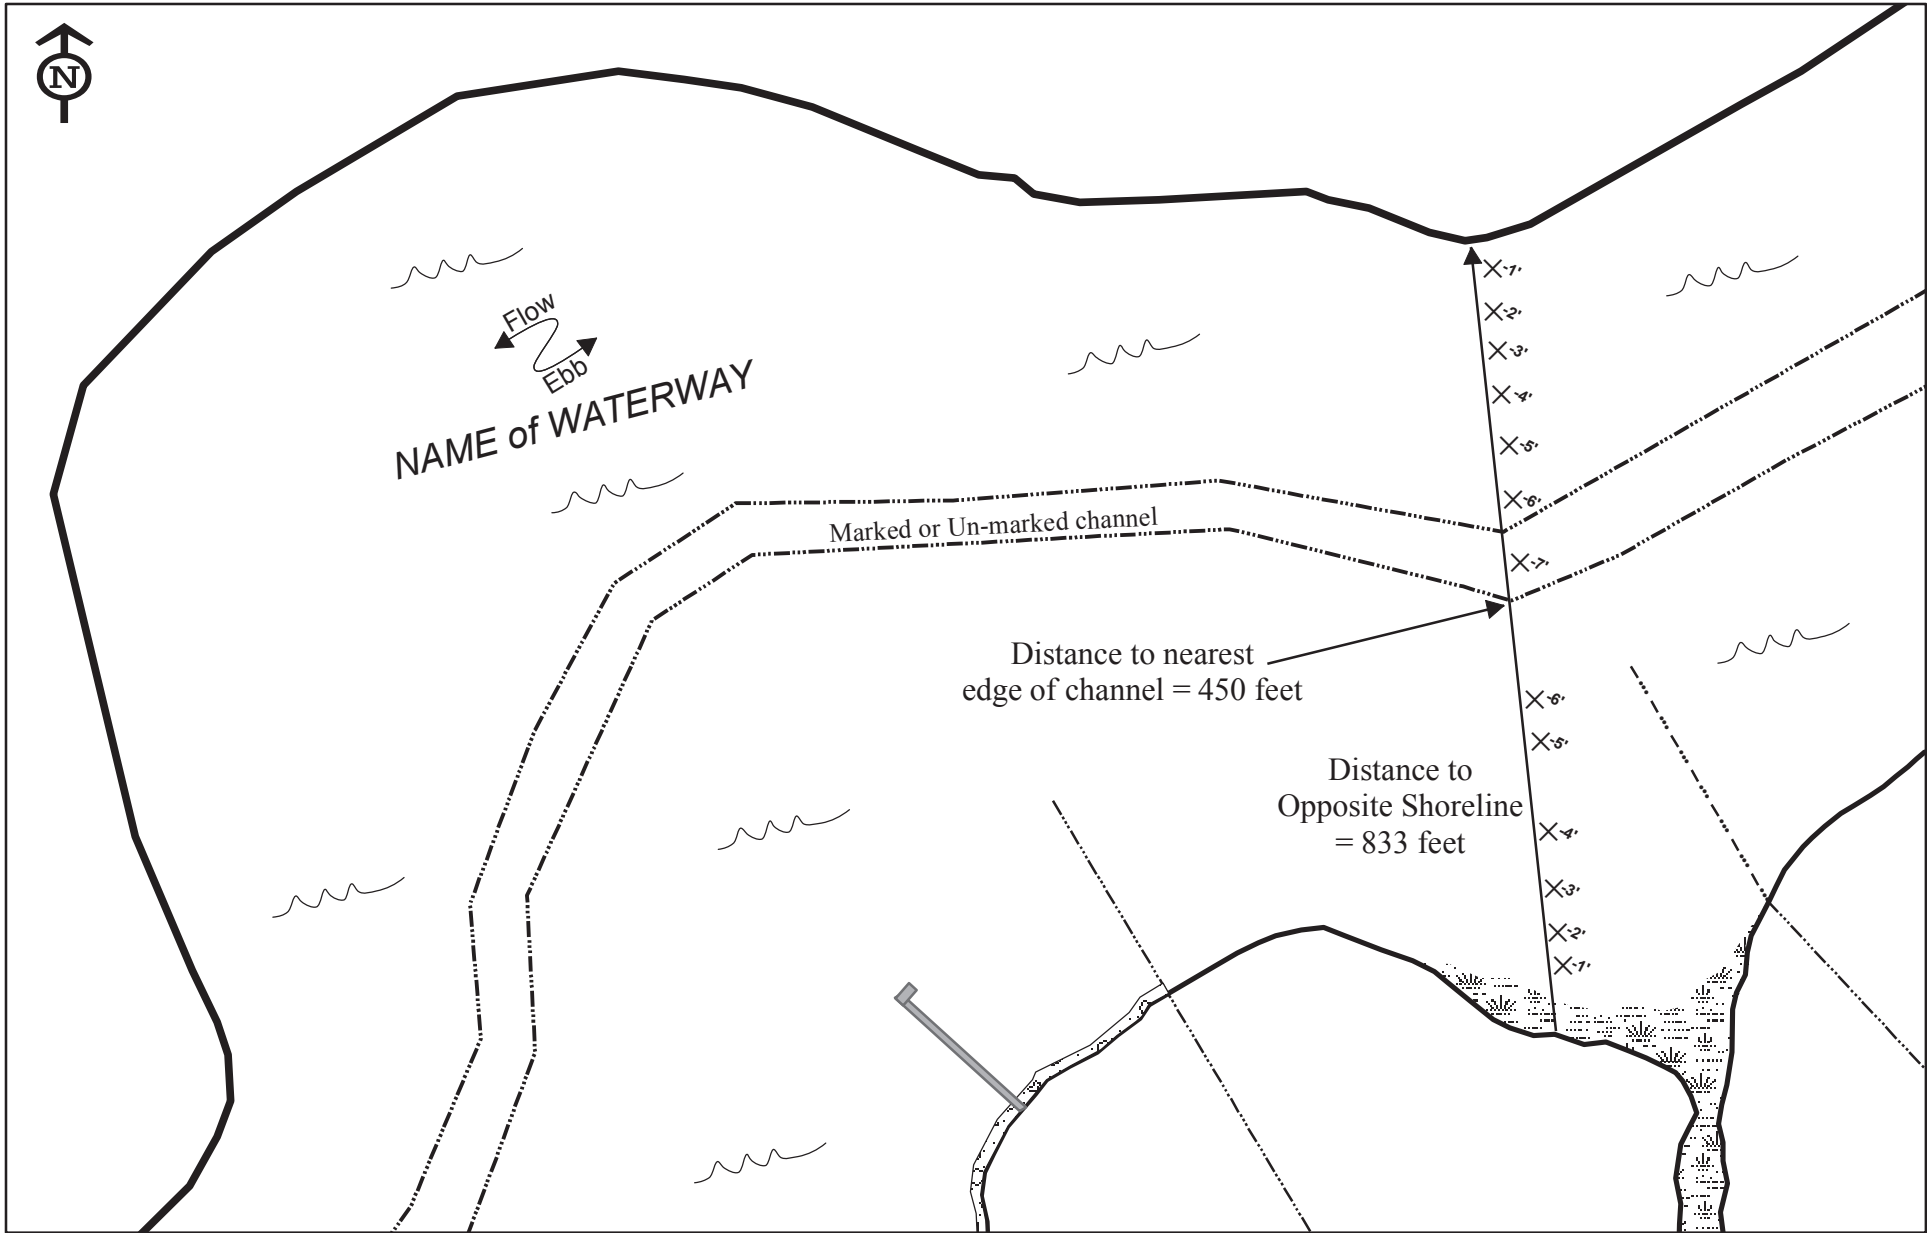 N
-1'
-2'
-3'
Flow
Ebb
-4'
NAME of WATERWAY
-5'
-6'
Marked or Un-marked channel
-7'
Distance to nearest
edge of channel = 450 feet
-6'
-5'
Distance to
Opposite Shoreline
= 833 feet
-4'
-3'
-2'
-1'